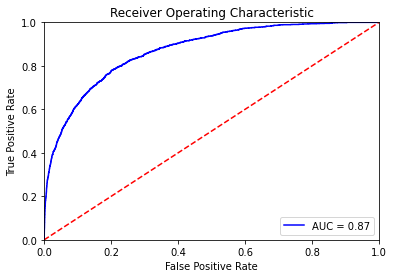 Receiver Operating Characteristic
True Positive Rate
1.0
0.8
0.6
0.4
0.2
0.0
AUC = 0.87
0.0 0.2 0.4 0.6 0.8 1.0
False Positive Rate